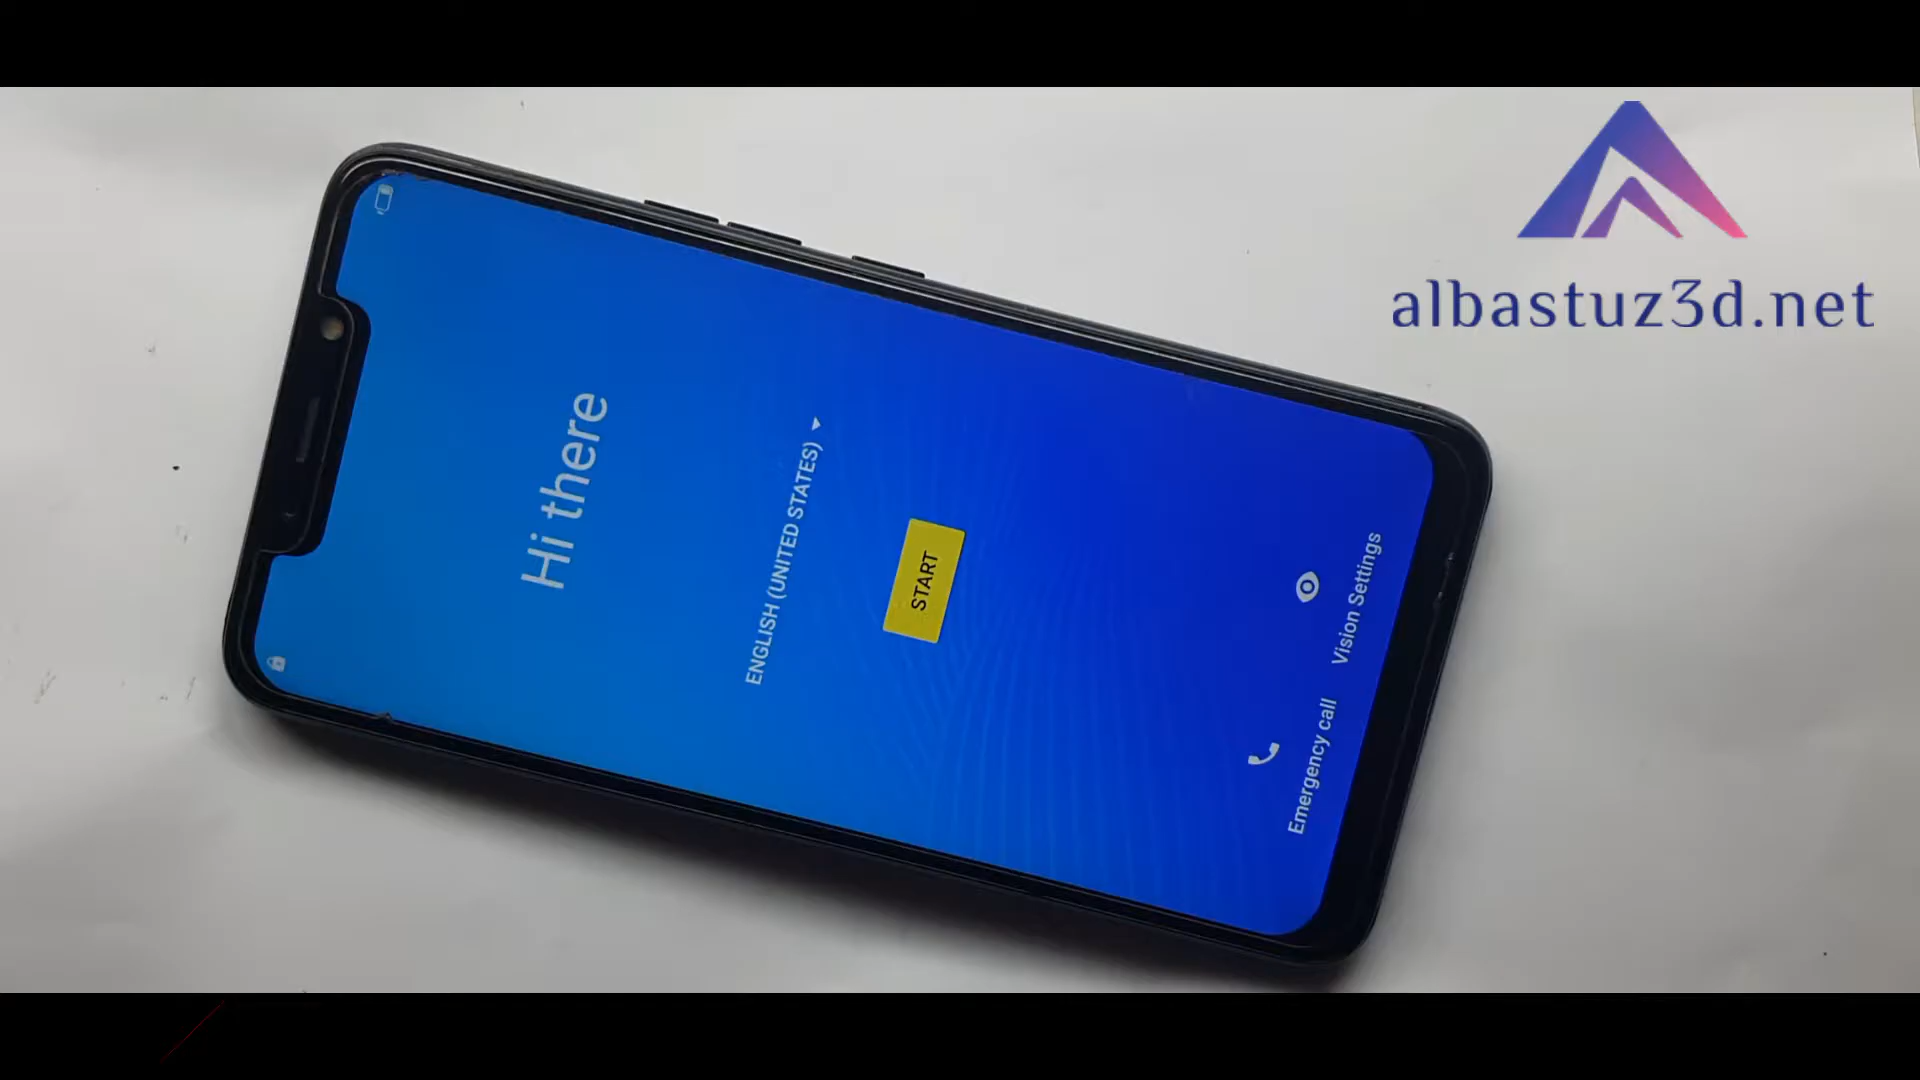 albastuz3d.net
Hi there
ENGLISH (UNITED STATES)
START
Vision Settings
Emergency call